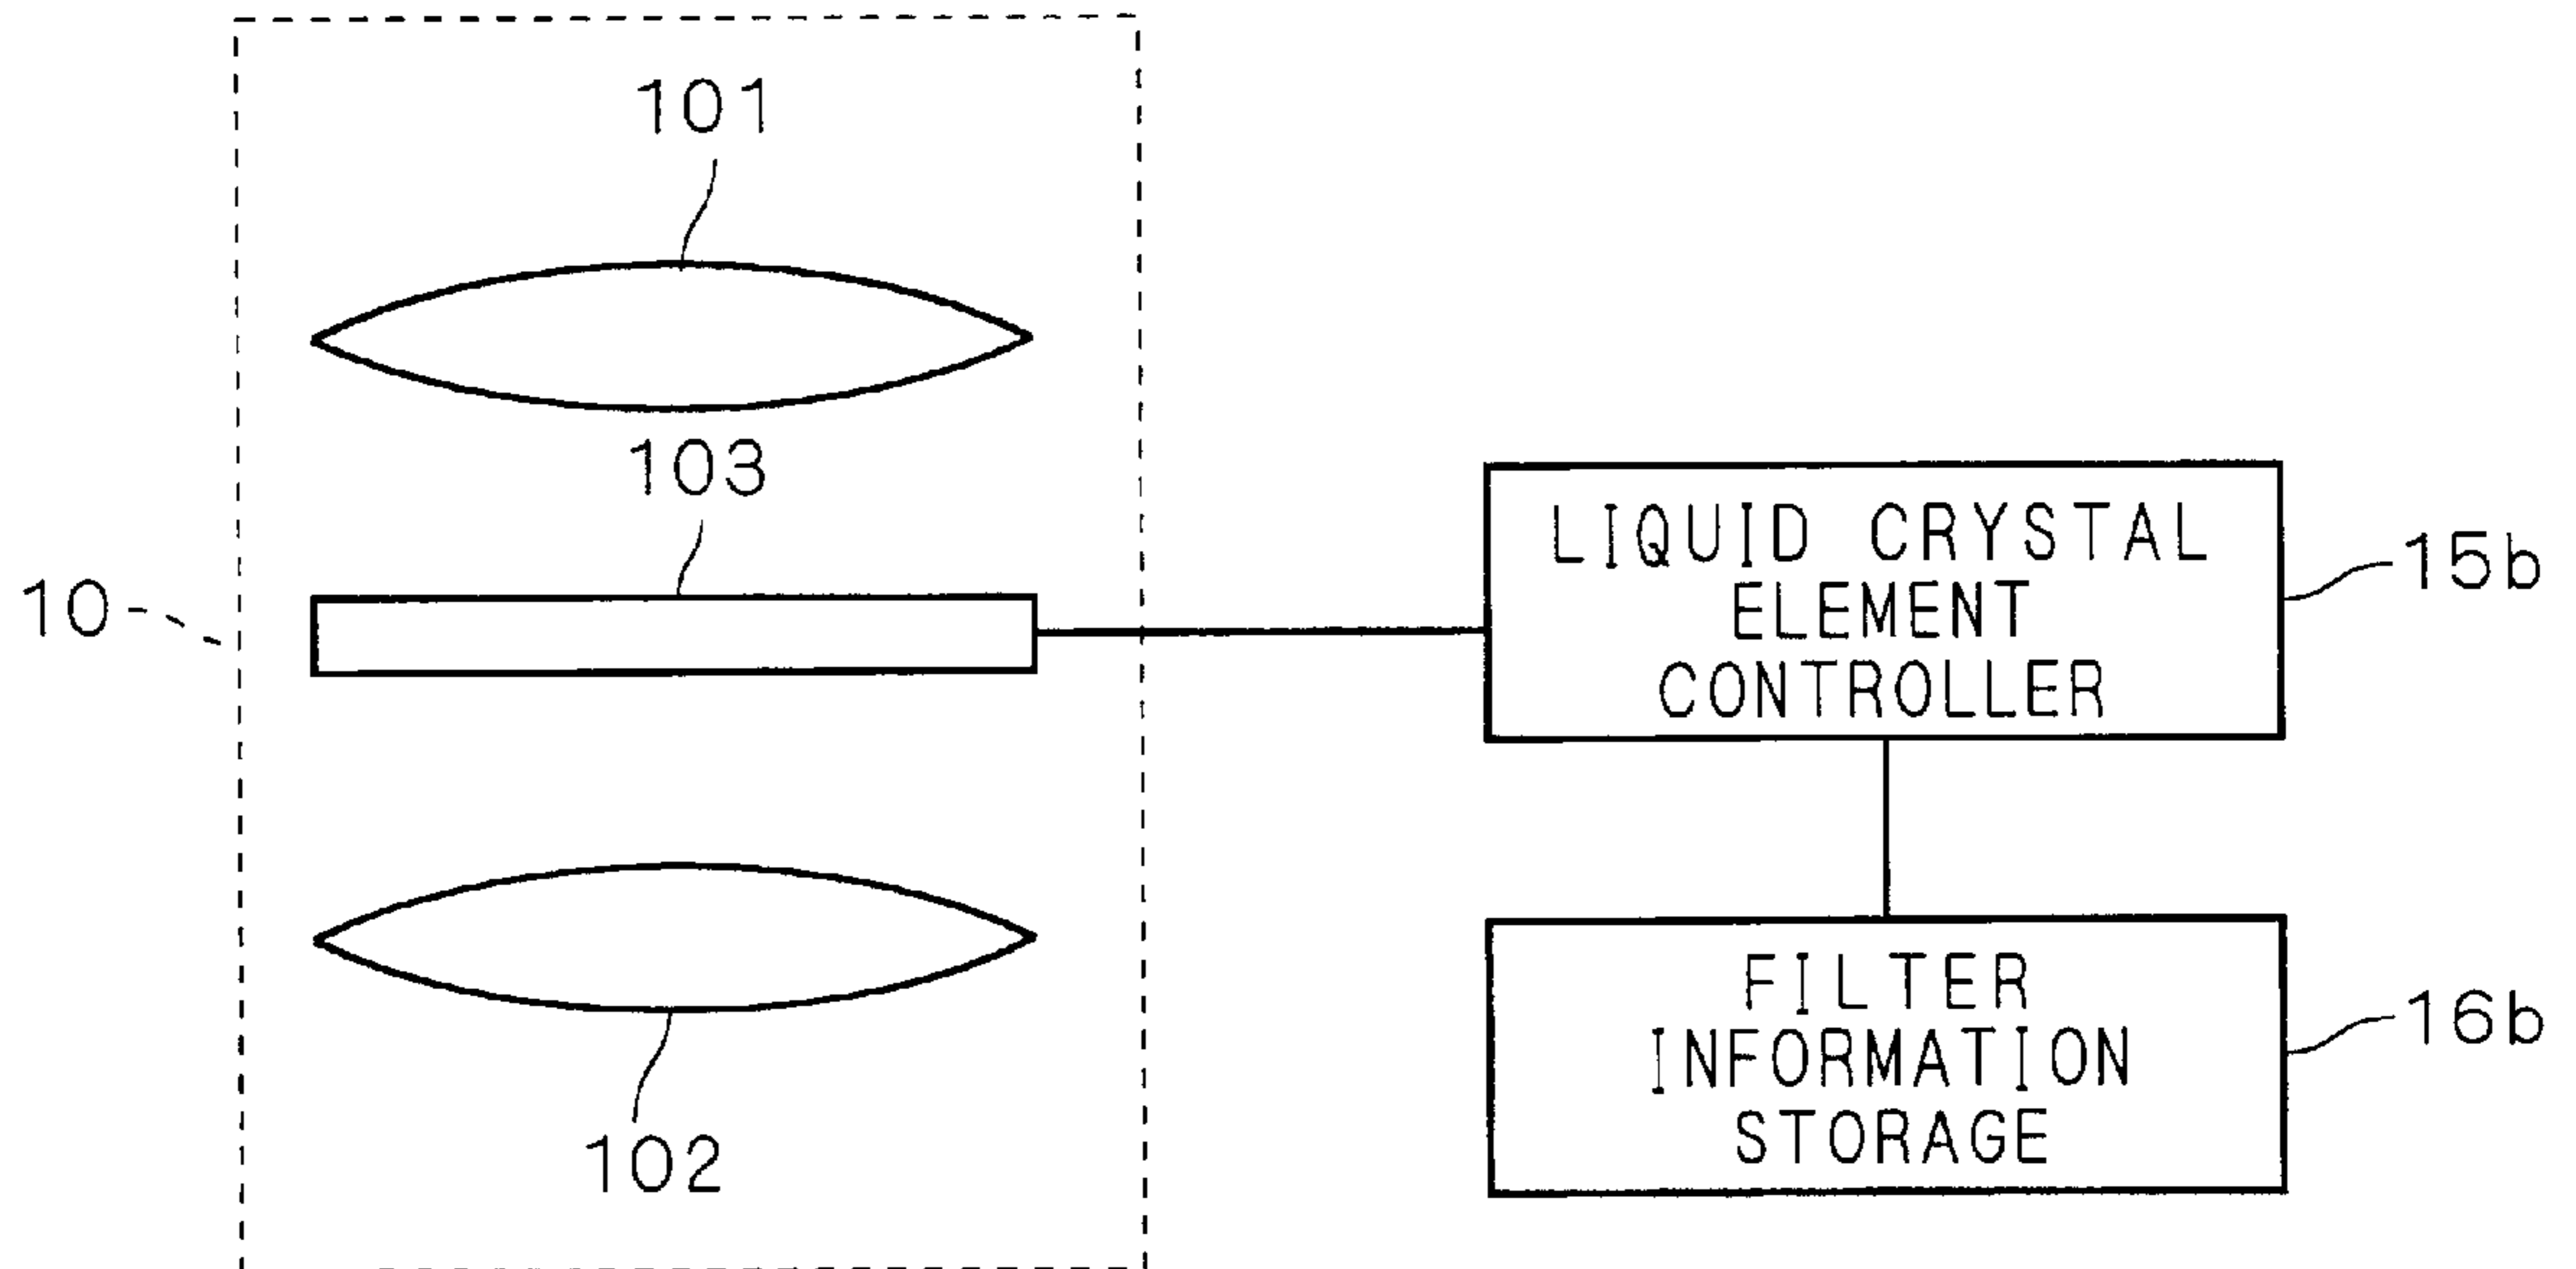 101
103
10
LIQUID CRYSTAL
ELEMENT
CONTROLLER
15b
FILTER
INFORMATION
STORAGE
16b
102